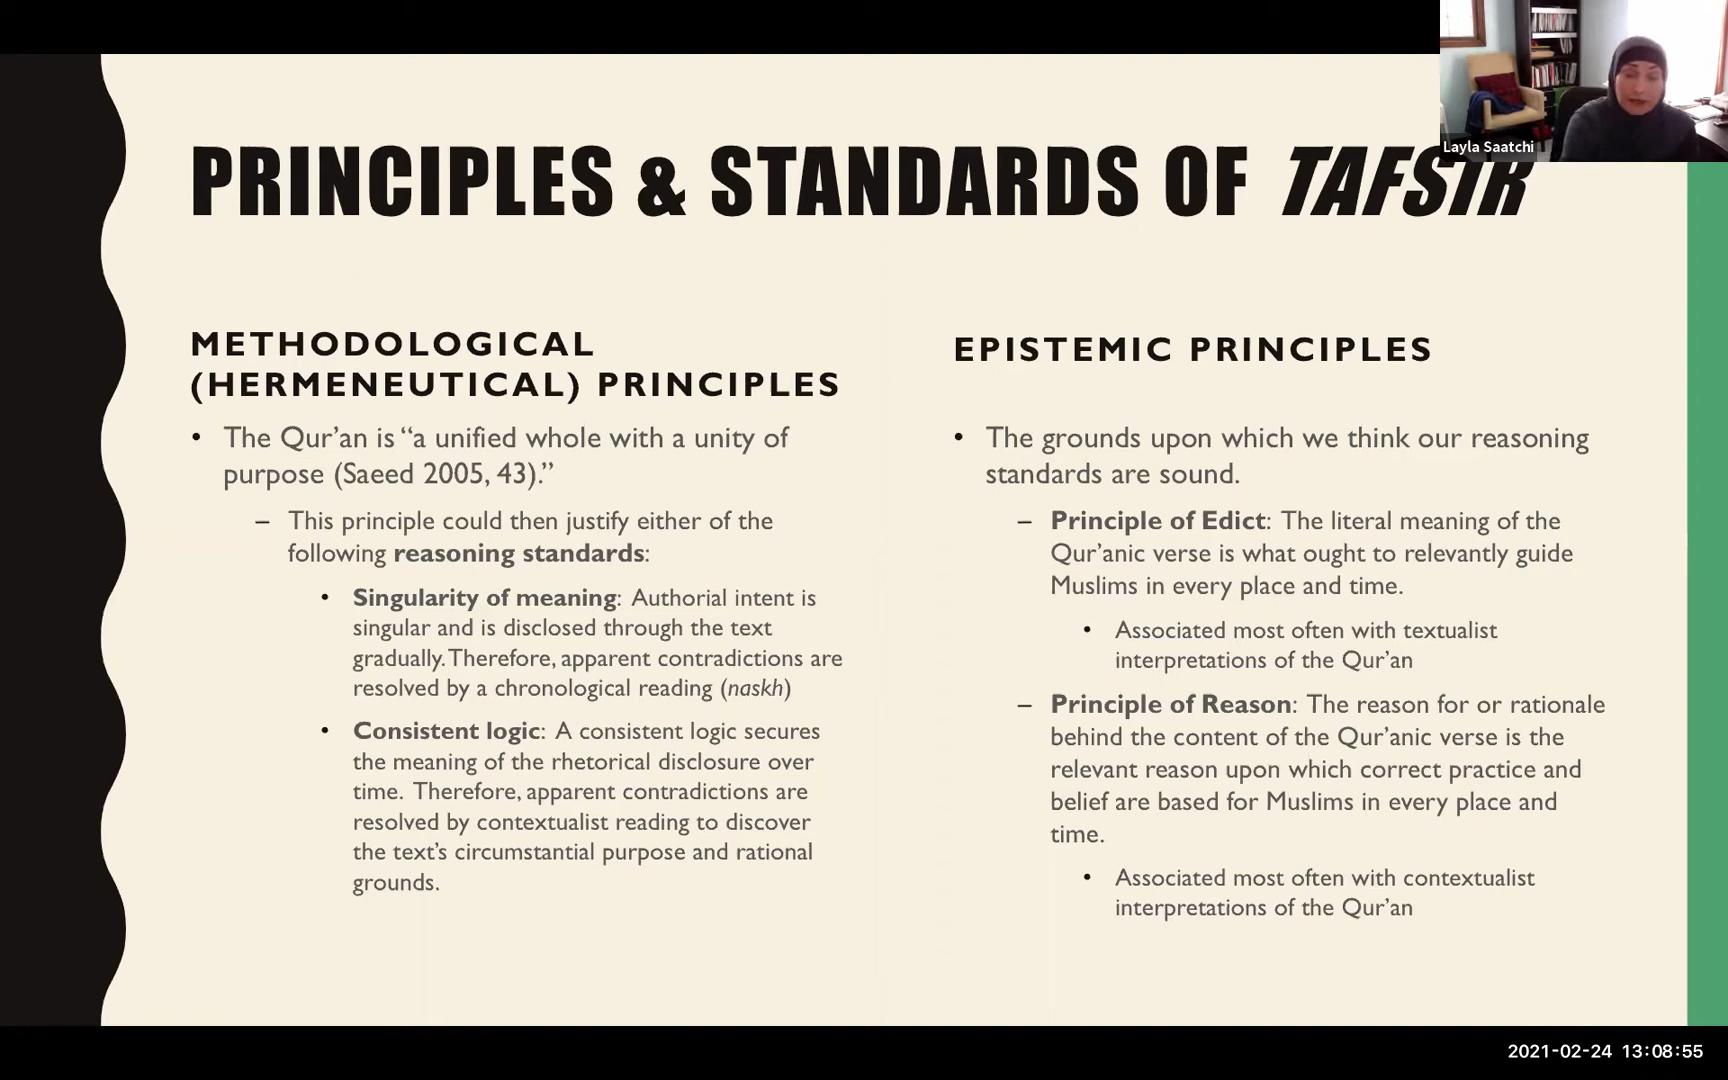 Layla Saatchi
PRINCIPLES & STANDARDS OF TAFSIR
METHODOLOGICAL
(HERMENEUTICAL) PRINCIPLES
• The Qur’an is “a unified whole with a unity of
purpose (Saeed 2005, 43).”
– This principle could then justify either of the
following reasoning standards:
• Singularity of meaning: Authorial intent is
singular and is disclosed through the text
gradually. Therefore, apparent contradictions are
resolved by a chronological reading (naskh)
• Consistent logic: A consistent logic secures
the meaning of the rhetorical disclosure over
time. Therefore, apparent contradictions are
resolved by contextualist reading to discover
the text’s circumstantial purpose and rational
grounds.
EPISTEMIC PRINCIPLES
• The grounds upon which we think our reasoning
standards are sound.
– Principle of Edict: The literal meaning of the
Qur’anic verse is what ought to relevantly guide
Muslims in every place and time.
• Associated most often with textualist
interpretations of the Qur’an
– Principle of Reason: The reason for or rationale
behind the content of the Qur’anic verse is the
relevant reason upon which correct practice and
belief are based for Muslims in every place and
time.
• Associated most often with contextualist
interpretations of the Qur’an
2021-02-24 13:08:55